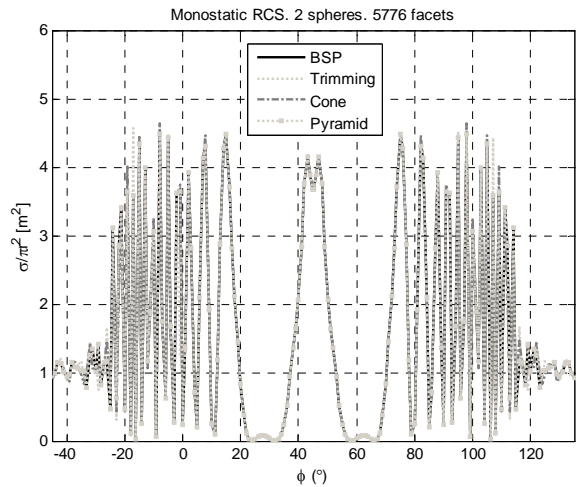 Monostatic RCS. 2 spheres. 5776 facets
6
5
4
3
2
1
0
σ/πr² [m²]
BSP
Trimming
Cone
Pyramid
-40 -20 0 20 40 60 80 100 120
ϕ (°)